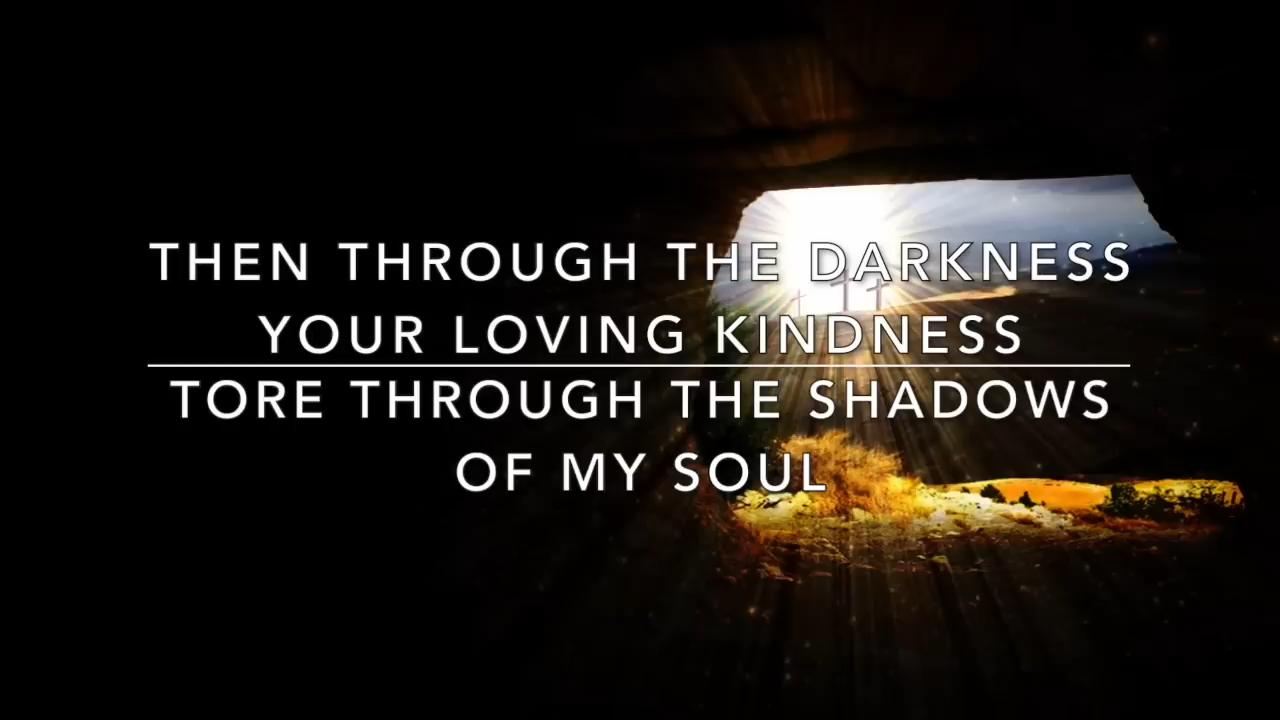 THEN THROUGH THE DARKNESS
YOUR LOVING KINDNESS
TORE THROUGH THE SHADOWS
OF MY SOUL